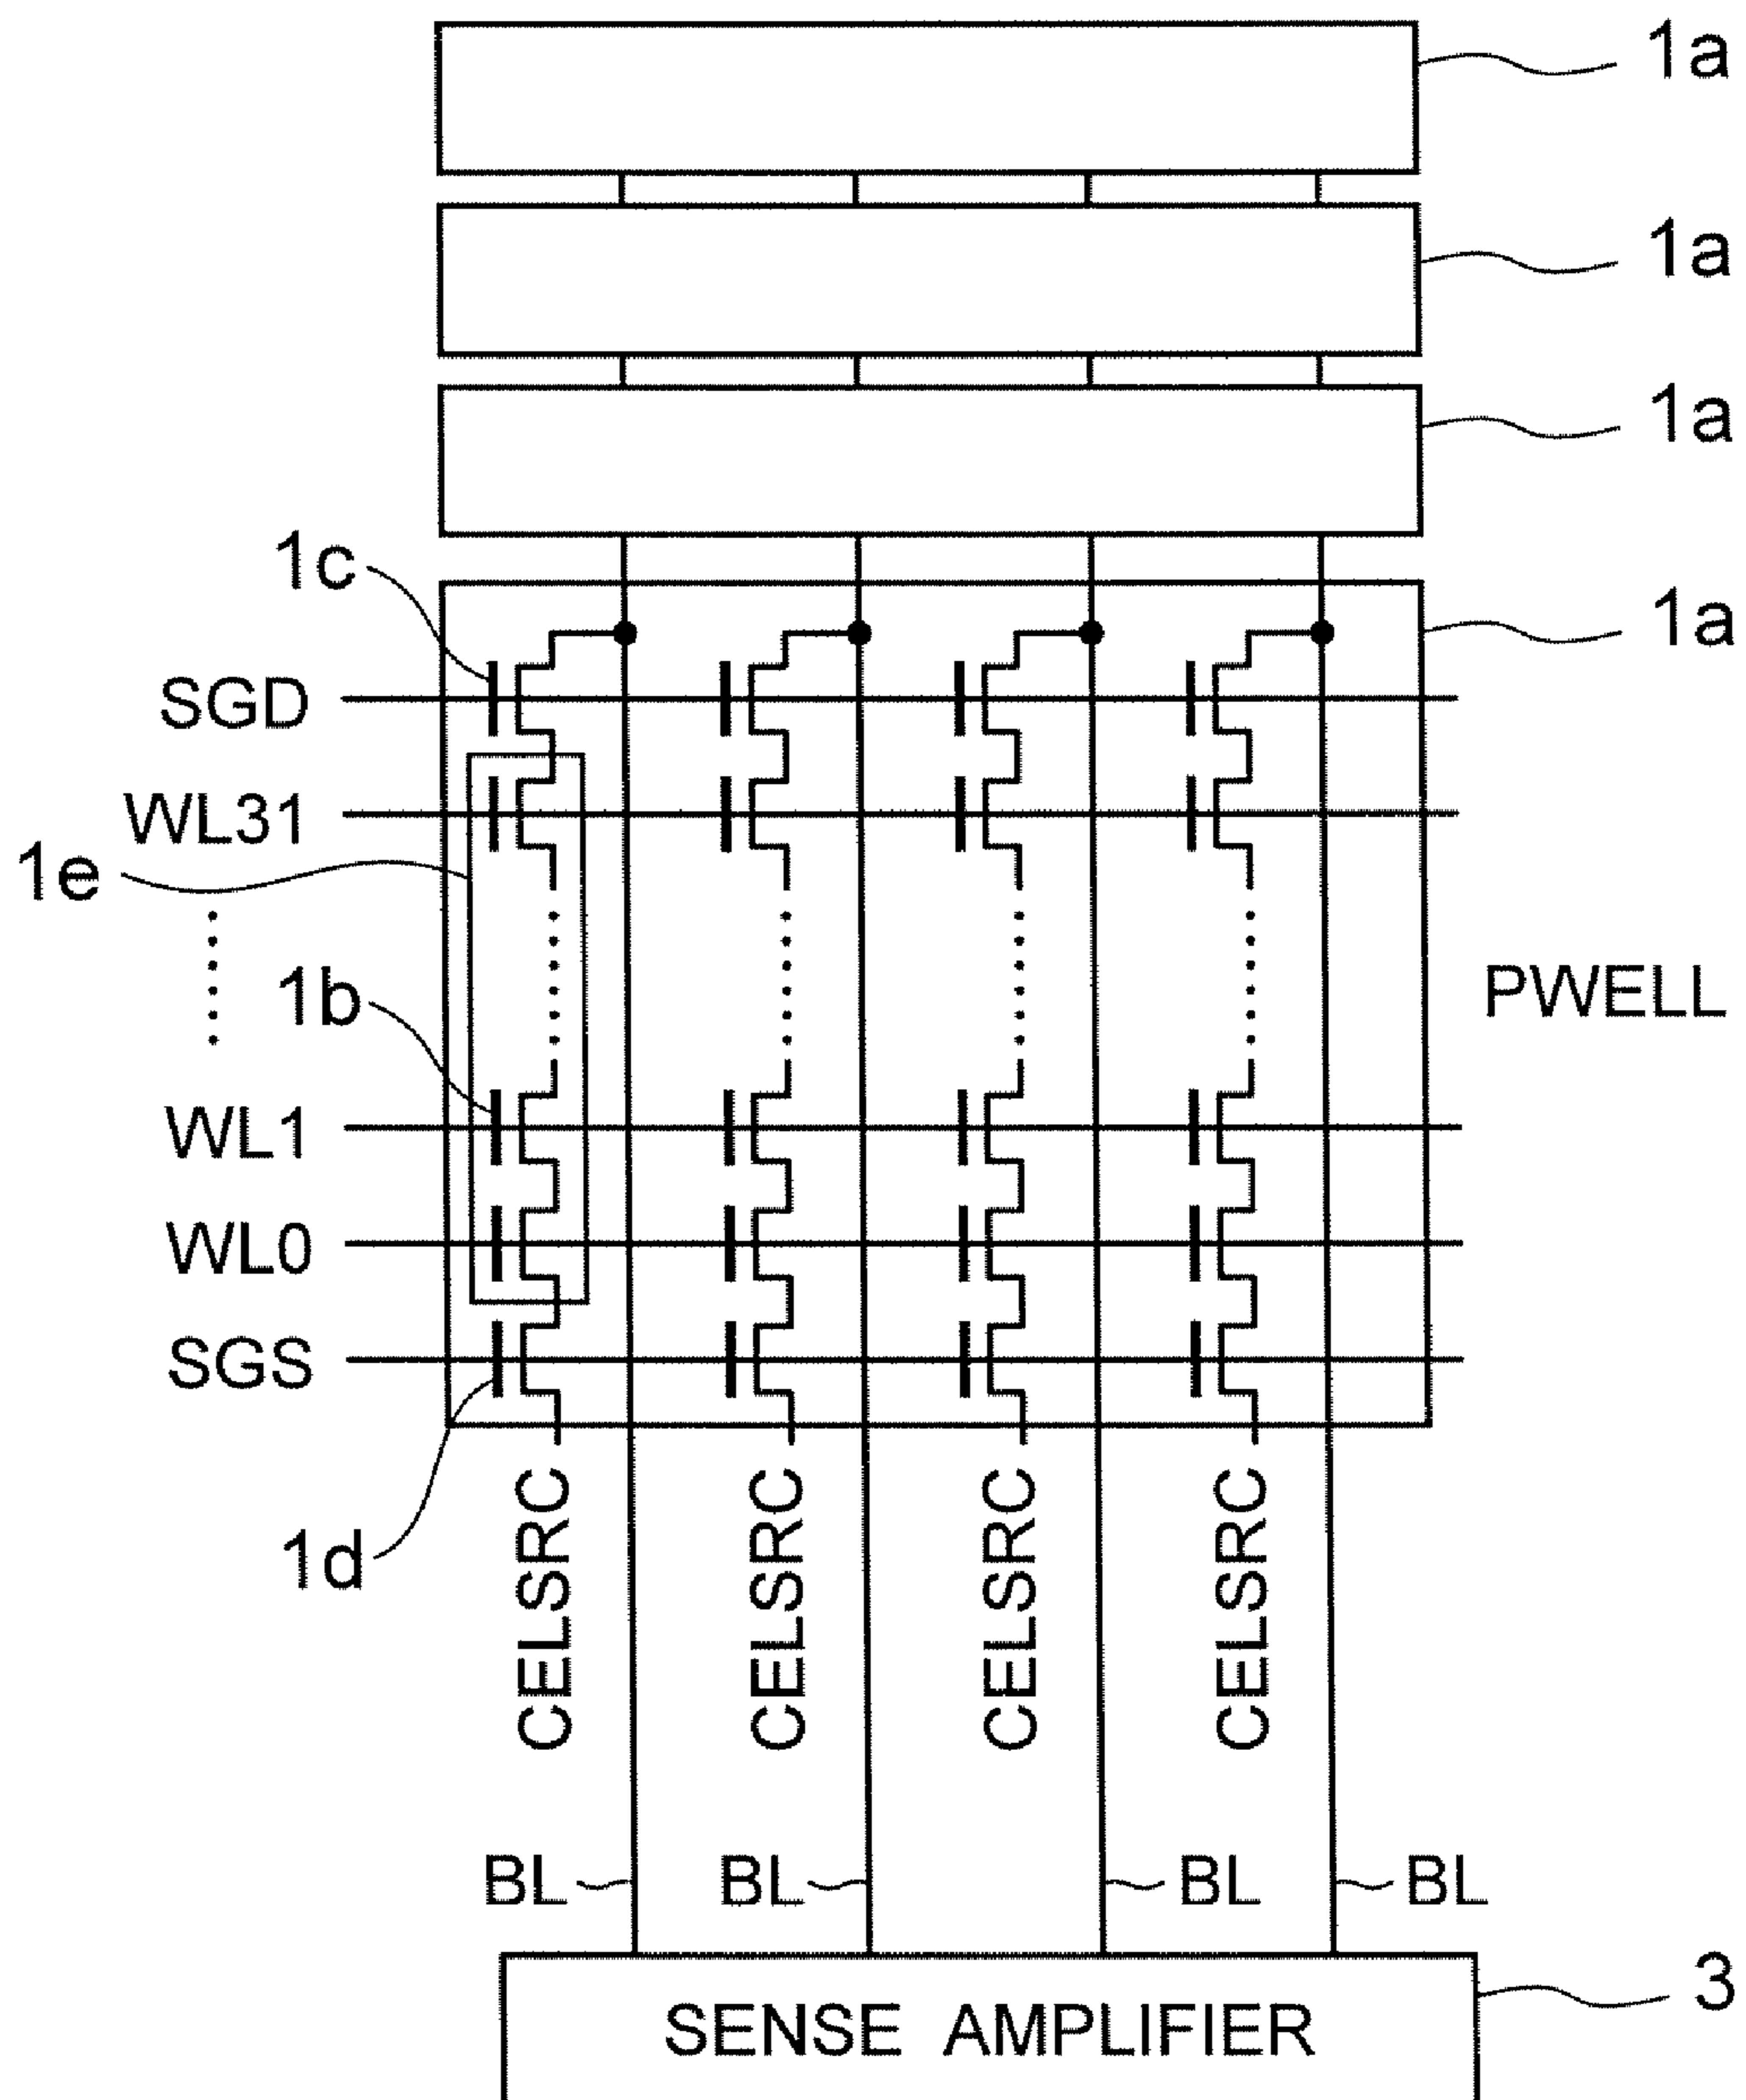 1a
1a
1a
1c
1a
SGD
WL31
1e
1b
PWELL
WL1
WL0
SGS
1d
CELSRC CELSRC CELSRC CELSRC
BL BL BL BL
3
SENSE AMPLIFIER